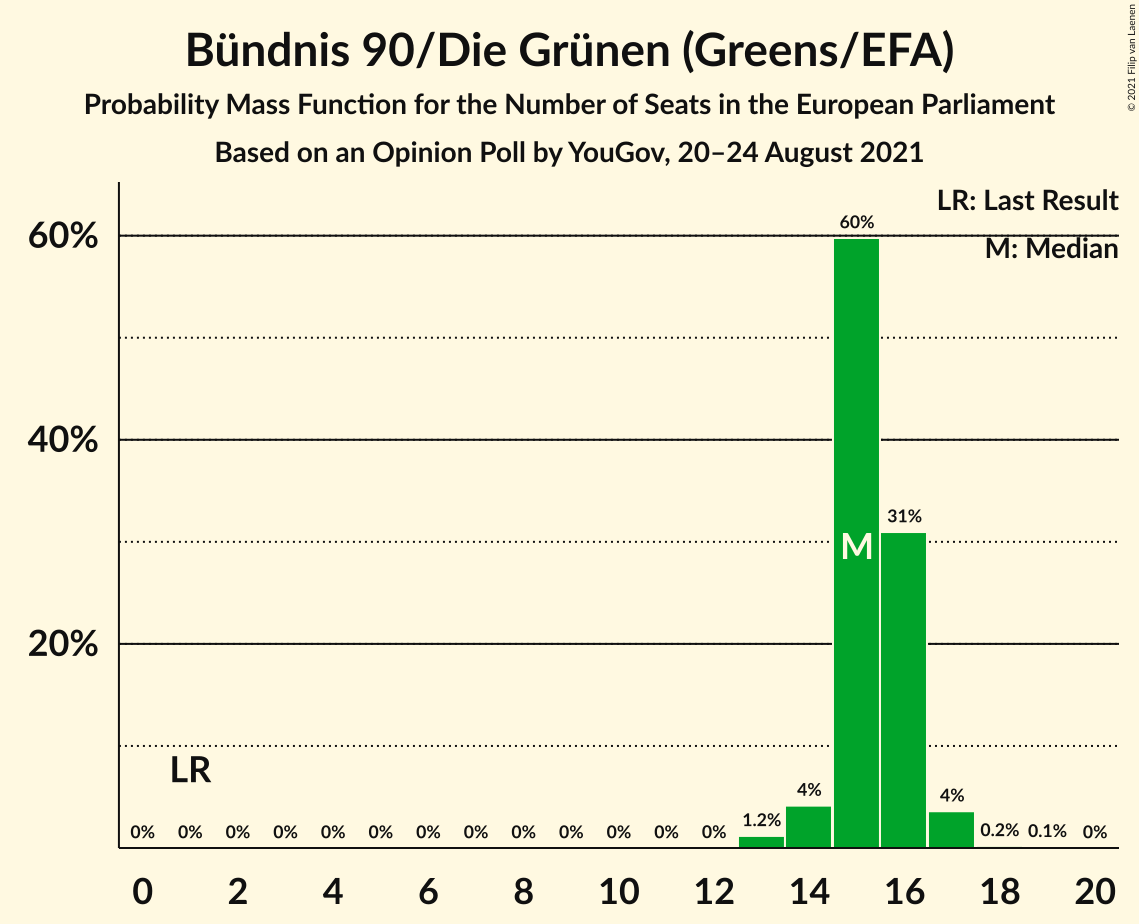 Bündnis 90/Die Grünen (Greens/EFA)
Probability Mass Function for the Number of Seats in the European Parliament
Based on an Opinion Poll by YouGov, 20–24 August 2021
© 2021 Filip van Laenen
LR: Last Result
M: Median
60%
40%
20%
60%
31%
M
LR
0% 0% 0% 0% 0% 0% 0% 0% 0% 0% 0% 0% 0% 1.2% 4% 4% 0.2% 0.1% 0%
0 2 4 6 8 10 12 14 16 18 20